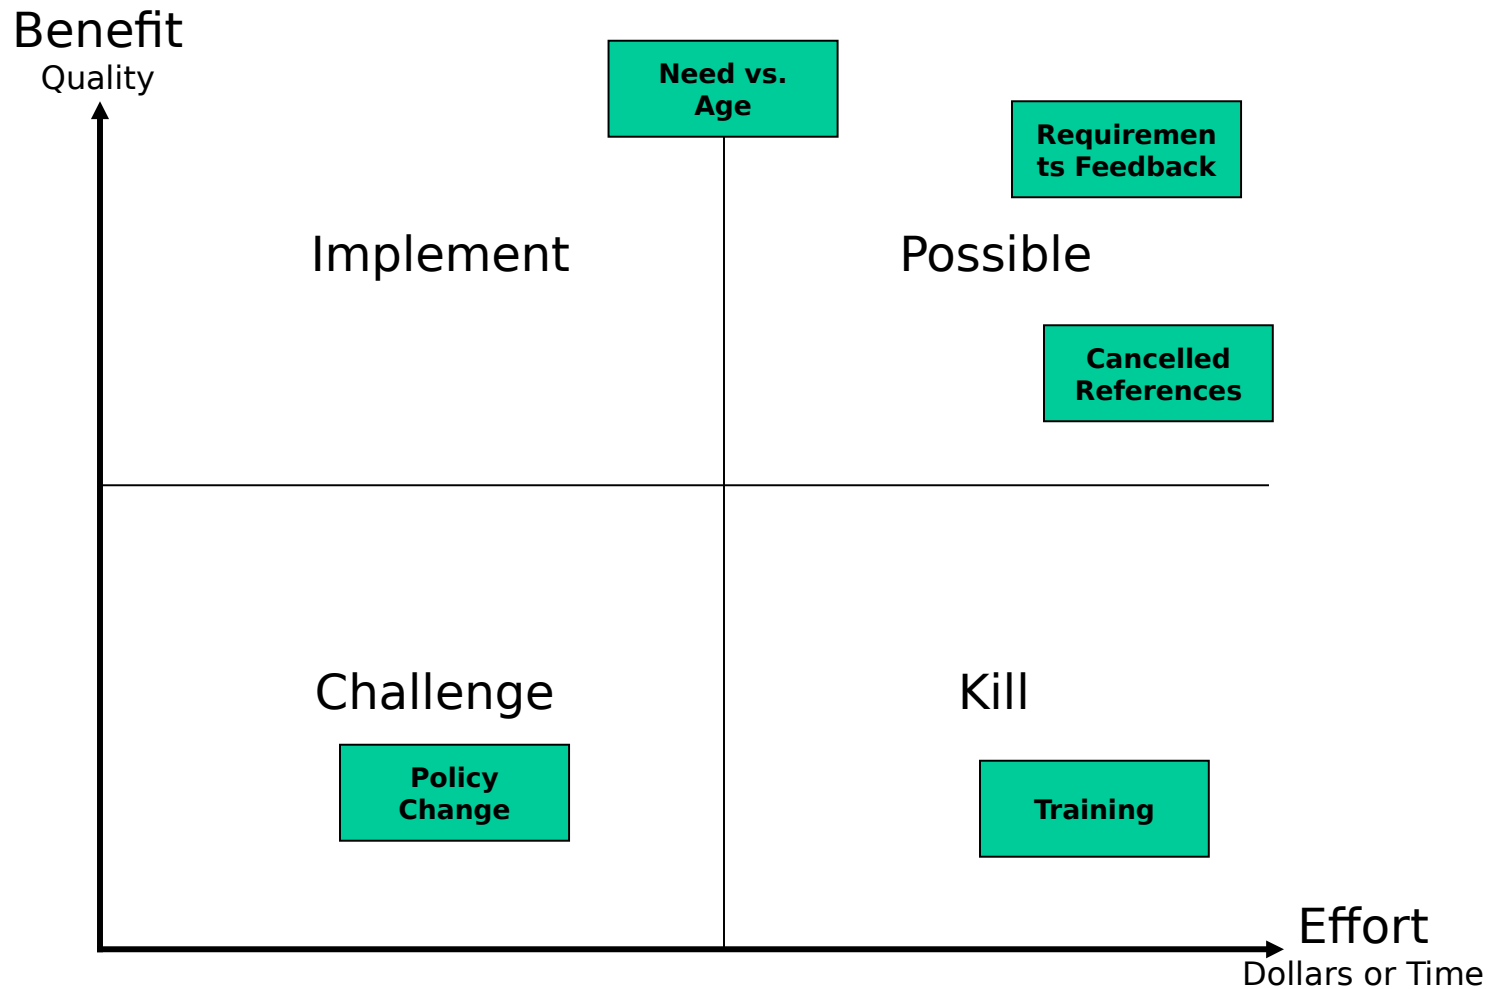 Benefit
Quality
Need vs.
Age
Requiremen
ts Feedback
Implement
Possible
Cancelled
References
Challenge
Kill
Policy
Change
Training
Effort
Dollars or Time